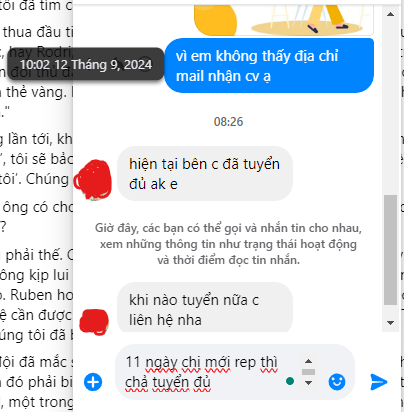 ôi đã tìm c
thua đầu ti
, hay Rodri
10:02 12 Tháng 9, 2024
vì em không thấy địa chỉ
mail nhận cv ạ
n thẻ vàng.
."
08:26
g lần tới, kh
’, tôi sẽ bảo
tôi’. Chúng
hiện tại bên c đã tuyển
đủ ak e
ông có cho
?
Giờ đây, các bạn có thể gọi và nhắn tin cho nhau,
xem những thông tin như trạng thái hoạt động
và thời điểm đọc tin nhắn.
phải thế.
ông kịp lui
o. Ruben ho
ệ cần được
úng tôi đã b
khi nào tuyển nữa c
liên hệ nha
đội đã mắc s
n đó phải bi
, một trong
11 ngày chị mới rep thì
chả tuyển đủ